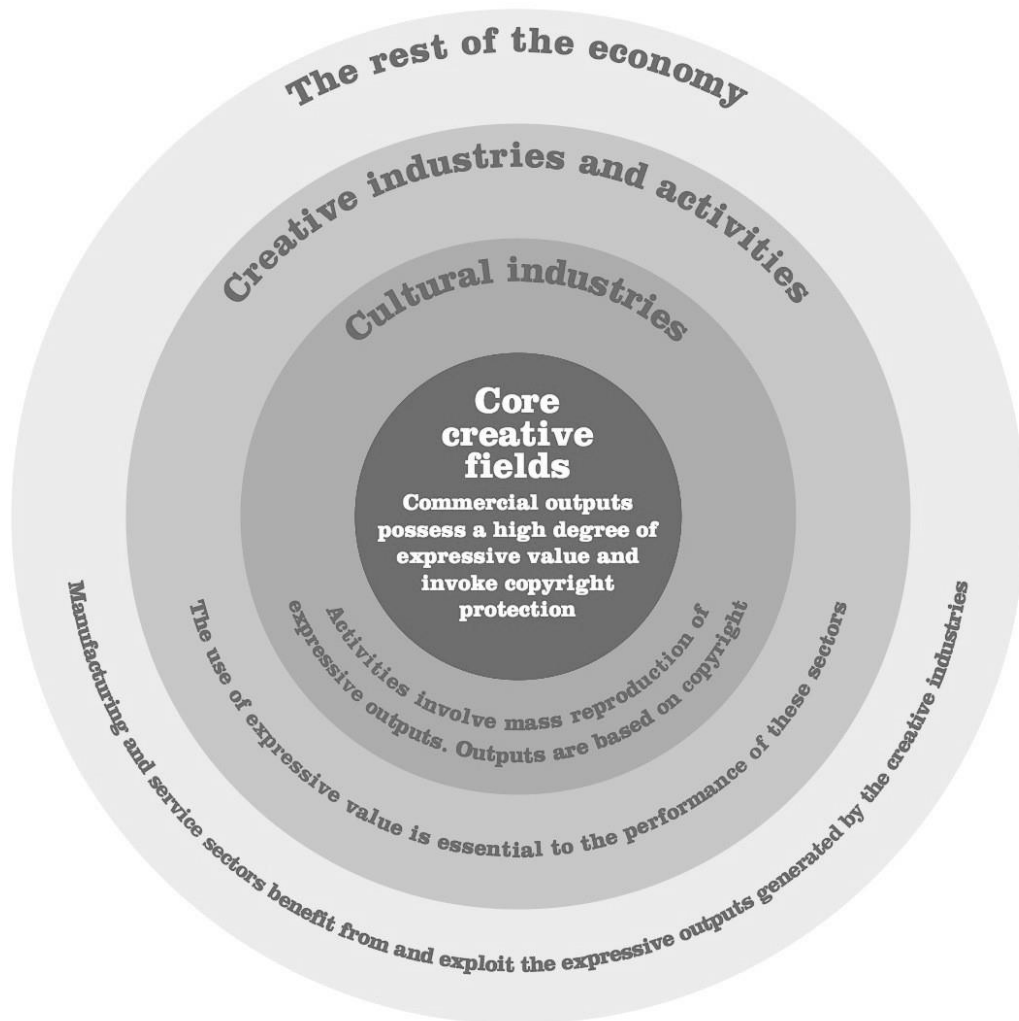 The rest of the economy
Creative industries and activities
Cultural industries
Core
creative
fields
Commercial outputs
possess a high degree of
expressive value and
invoke copyright
protection
Activities involve mass reproduction of
expressive outputs. Outputs are based on copyright
The use of expressive value is essential to the performance of these sectors
Manufacturing and service sectors benefit from and exploit the expressive outputs generated by the creative industries